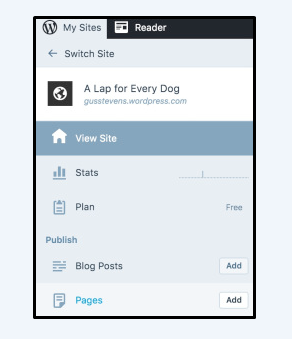 My Sites Reader
← Switch Site
A Lap for Every Dog
gusstevens.wordpress.com
View Site
Stats
Plan Free
Publish
Blog Posts Add
Pages Add